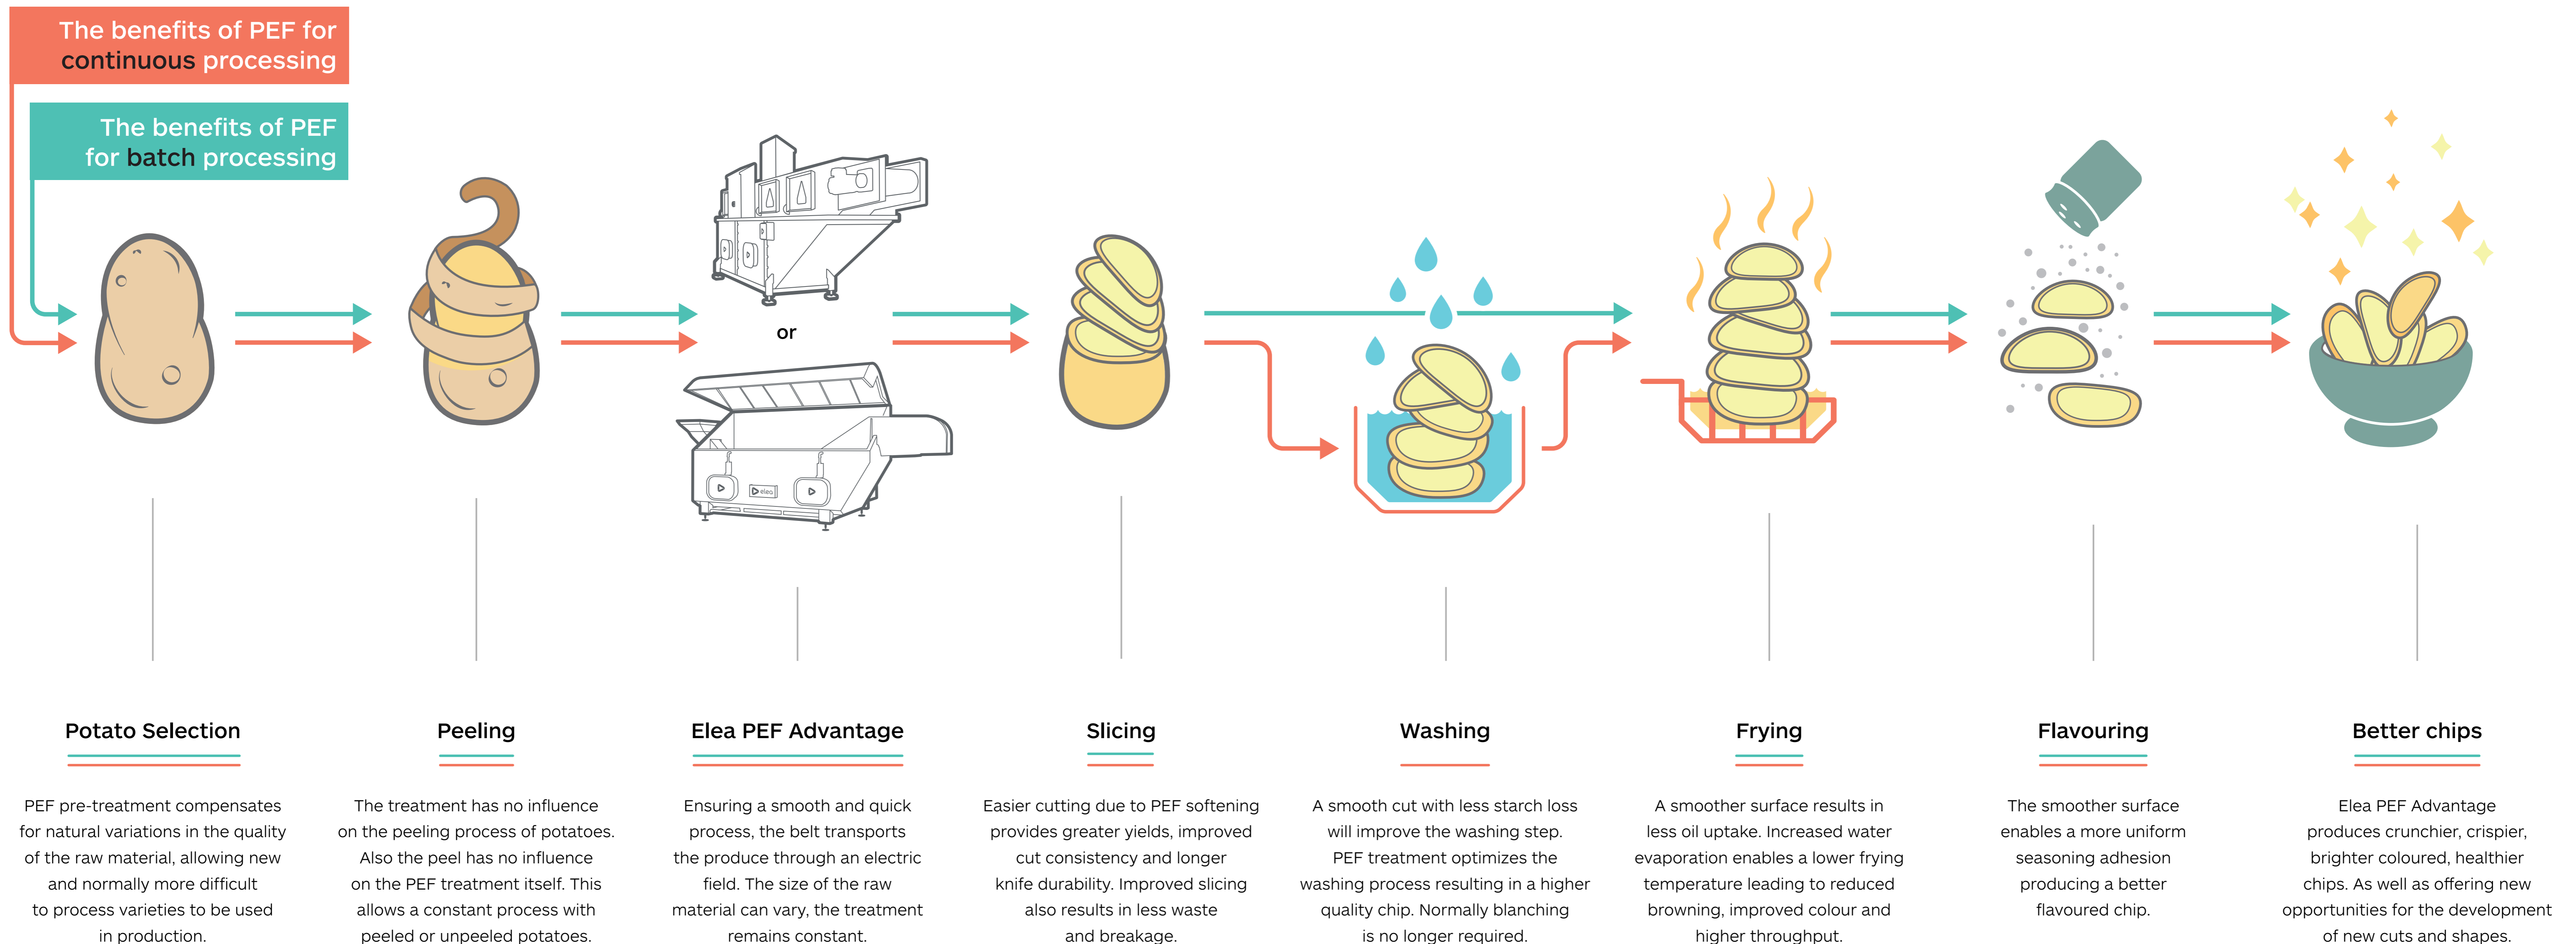 The benefits of PEF for
continuous processing
The benefits of PEF
for batch processing
or
elea
Potato Selection
PEF pre-treatment compensates
for natural variations in the quality
of the raw material, allowing new
and normally more difficult
to process varieties to be used
in production.
Peeling
The treatment has no influence
on the peeling process of potatoes.
Also the peel has no influence
on the PEF treatment itself. This
allows a constant process with
peeled or unpeeled potatoes.
Elea PEF Advantage
Ensuring a smooth and quick
process, the belt transports
the produce through an electric
field. The size of the raw
material can vary, the treatment
remains constant.
Slicing
Easier cutting due to PEF softening
provides greater yields, improved
cut consistency and longer
knife durability. Improved slicing
also results in less waste
and breakage.
Washing
A smooth cut with less starch loss
will improve the washing step.
PEF treatment optimizes the
washing process resulting in a higher
quality chip. Normally blanching
is no longer required.
Frying
A smoother surface results in
less oil uptake. Increased water
evaporation enables a lower frying
temperature leading to reduced
browning, improved colour and
higher throughput.
Flavouring
The smoother surface
enables a more uniform
seasoning adhesion
producing a better
flavoured chip.
Better chips
Elea PEF Advantage
produces crunchier, crispier,
brighter coloured, healthier
chips. As well as offering new
opportunities for the development
of new cuts and shapes.